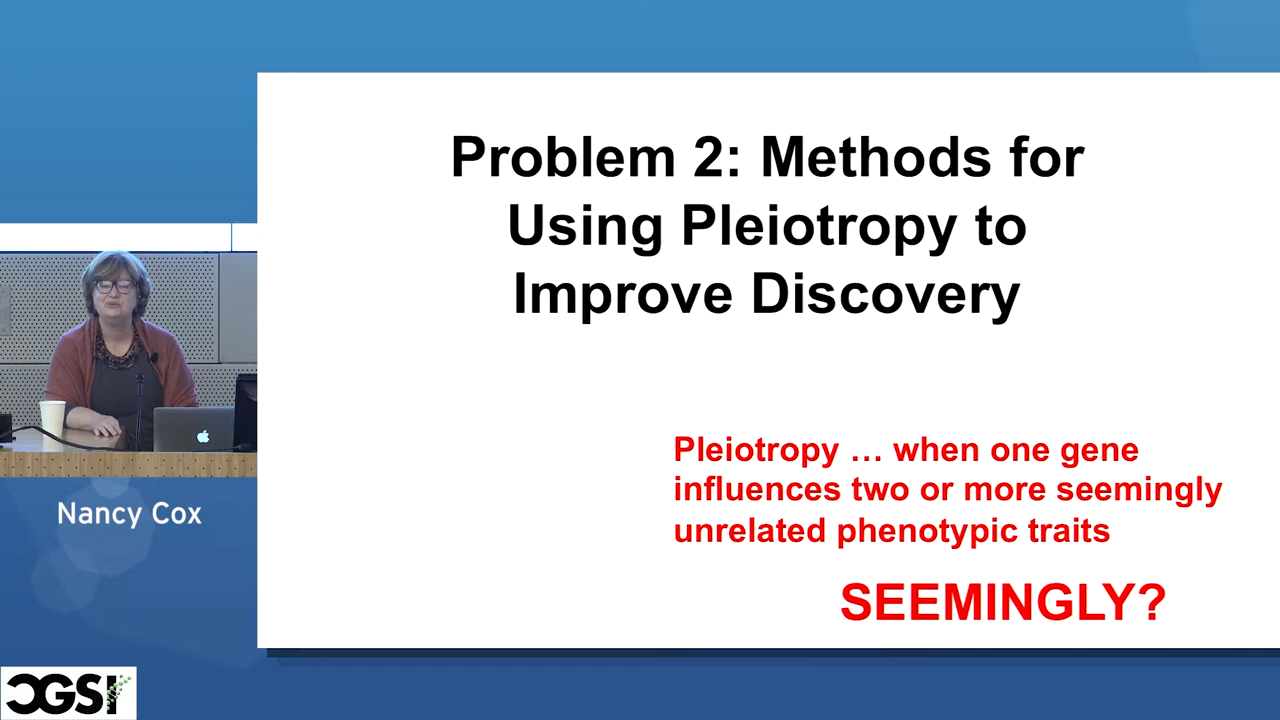 Problem 2: Methods for
Using Pleiotropy to
Improve Discovery
Pleiotropy … when one gene
influences two or more seemingly
unrelated phenotypic traits
SEEMINGLY?
Nancy Cox
CGSI